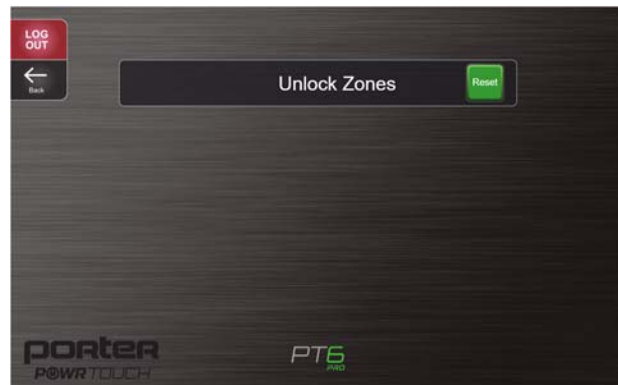 LOG
OUT
Back
Unlock Zones
Reset
PORTER
POWRTOUCH
PT6
PRO